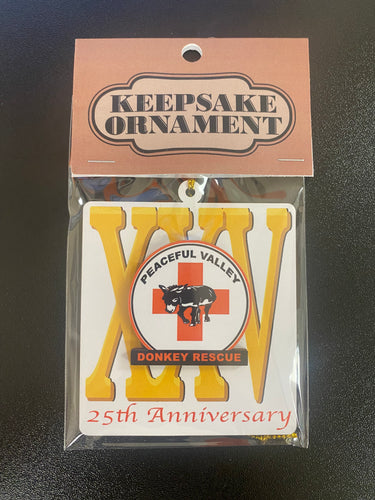 KEEPSAKE
ORNAMENT
XXV
PEACEFUL VALLEY
DONKEY RESCUE
25th Anniversary